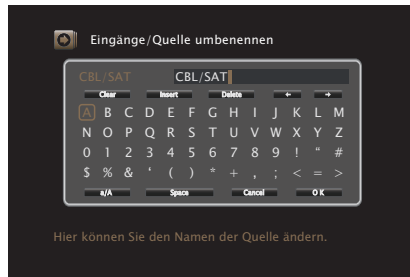 Eingänge/Quelle umbenennen
CBL/SAT CBL/SAT
Clear Insert Delete ← →
A B C D E F G H I J K L M
N O P Q R S T U V W X Y Z
0 1 2 3 4 5 6 7 8 9 ! “ #
$ % & ‘ ( ) * + , ; < = >
a/A Space Cancel OK
Hier können Sie den Namen der Quelle ändern.